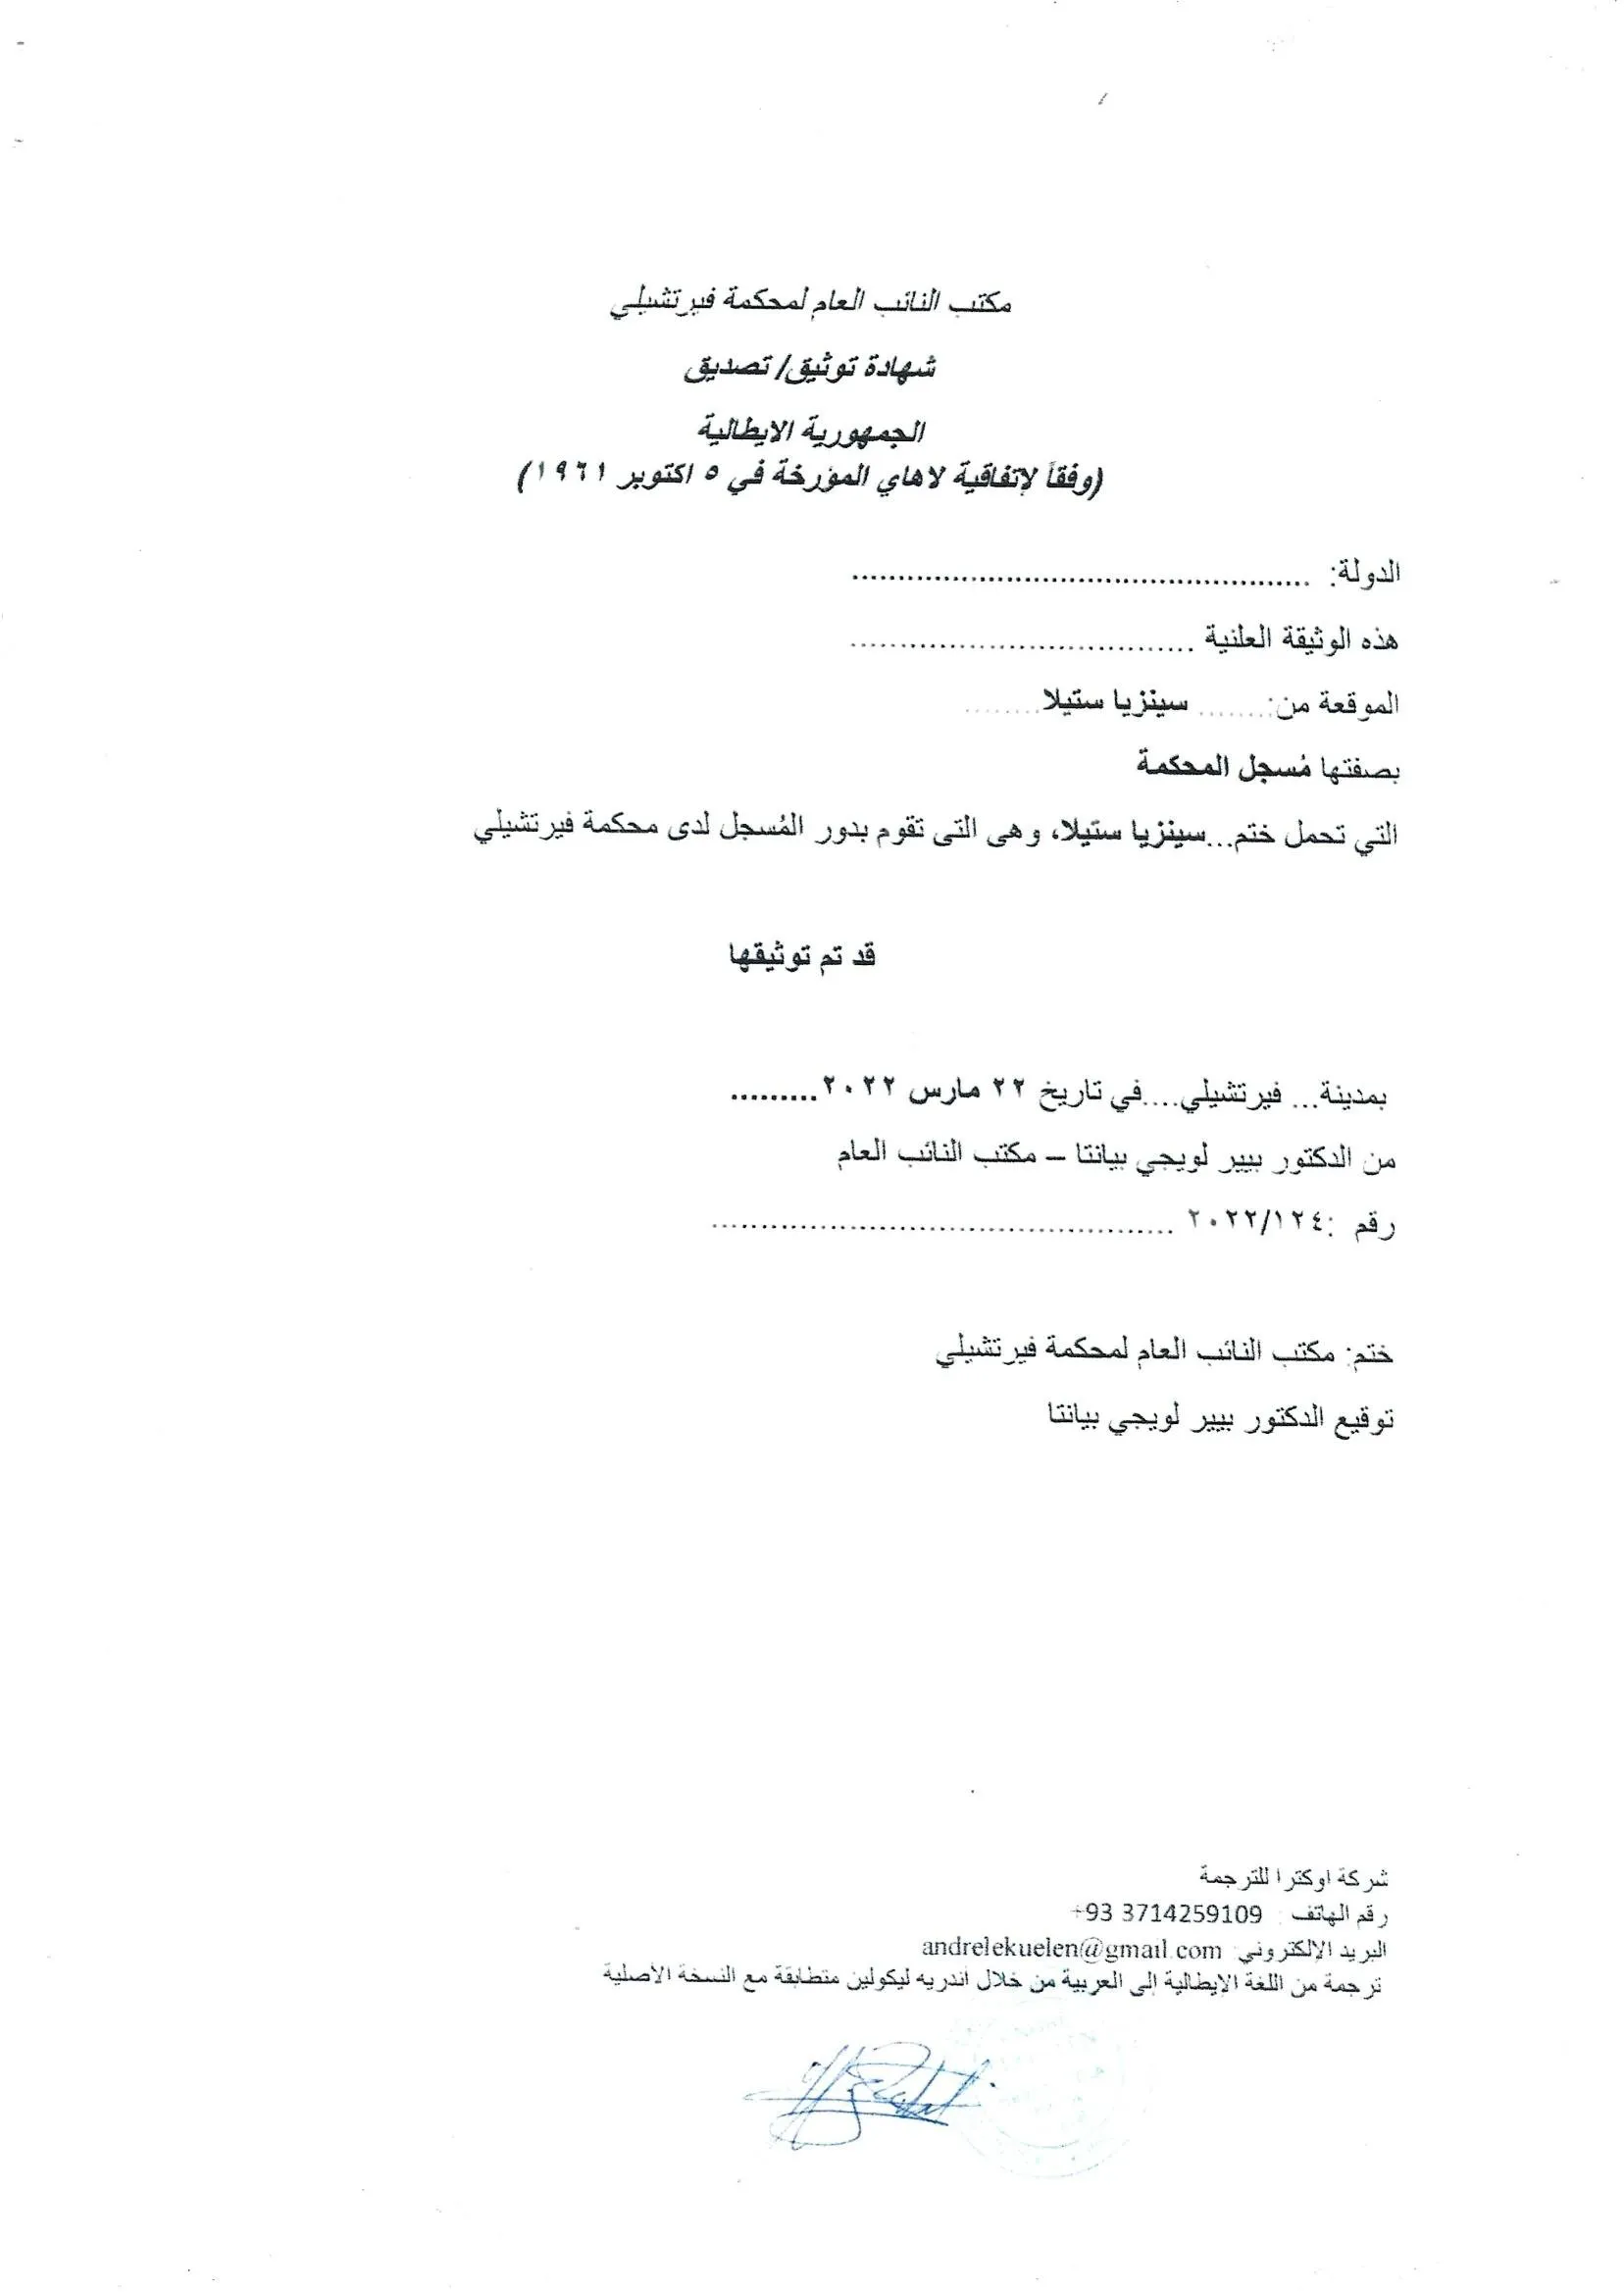 مكتب النائب العام لمحكمة فيرتشيلي
شهادة توثيق/ تصديق
الجمهورية الايطالية
(وفقاً لإتفاقية لاهاي المؤرخة في ٥ اكتوبر ١٩٦١)
الدولة: ..................................................
هذه الوثيقة العلنية ...................................
الموقعة من:....... سينزيا ستيلا........
بصفتها مُسجل المحكمة
التي تحمل ختم...سينزيا ستيلا، وهى التى تقوم بدور المُسجل لدى محكمة فيرتشيلي
قد تم توثيقها
بمدينة... فيرتشيلي....في تاريخ ٢٢ مارس ٢٠٢٢.........
من الدكتور بيير لويجي بيانتا – مكتب النائب العام
رقم :٢٠٢٢/١٢٤ ...............................................
ختم: مكتب النائب العام لمحكمة فيرتشيلي
توقيع الدكتور بيير لويجي بيانتا
شركة اوكترا للترجمة
رقم الهاتف : +93 3714259109
البريد الإلكتروني: andrelekuelen@gmail.com
ترجمة من اللغة الإيطالية إلى العربية من خلال أندريه ليكولين متطابقة مع النسخة الأصلية